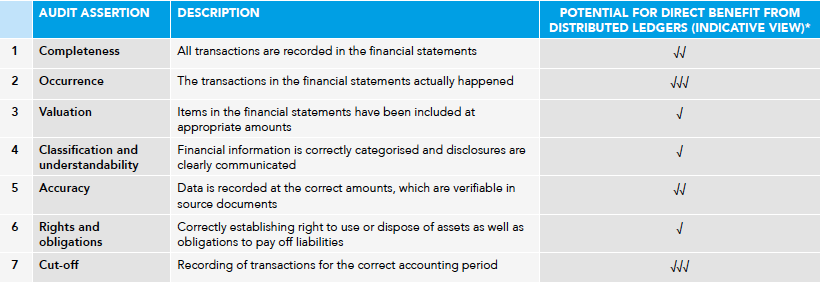 AUDIT ASSERTION DESCRIPTION POTENTIAL FOR DIRECT BENEFIT FROM
DISTRIBUTED LEDGERS (INDICATIVE VIEW)*
1 Completeness All transactions are recorded in the financial statements √√
2 Occurrence The transactions in the financial statements actually happened √√√
3 Valuation Items in the financial statements have been included at √
appropriate amounts
4 Classification and Financial information is correctly categorised and disclosures are √
understandability clearly communicated
5 Accuracy Data is recorded at the correct amounts, which are verifiable in √√
source documents
6 Rights and Correctly establishing right to use or dispose of assets as well as √
obligations obligations to pay off liabilities
7 Cut-off Recording of transactions for the correct accounting period √√√